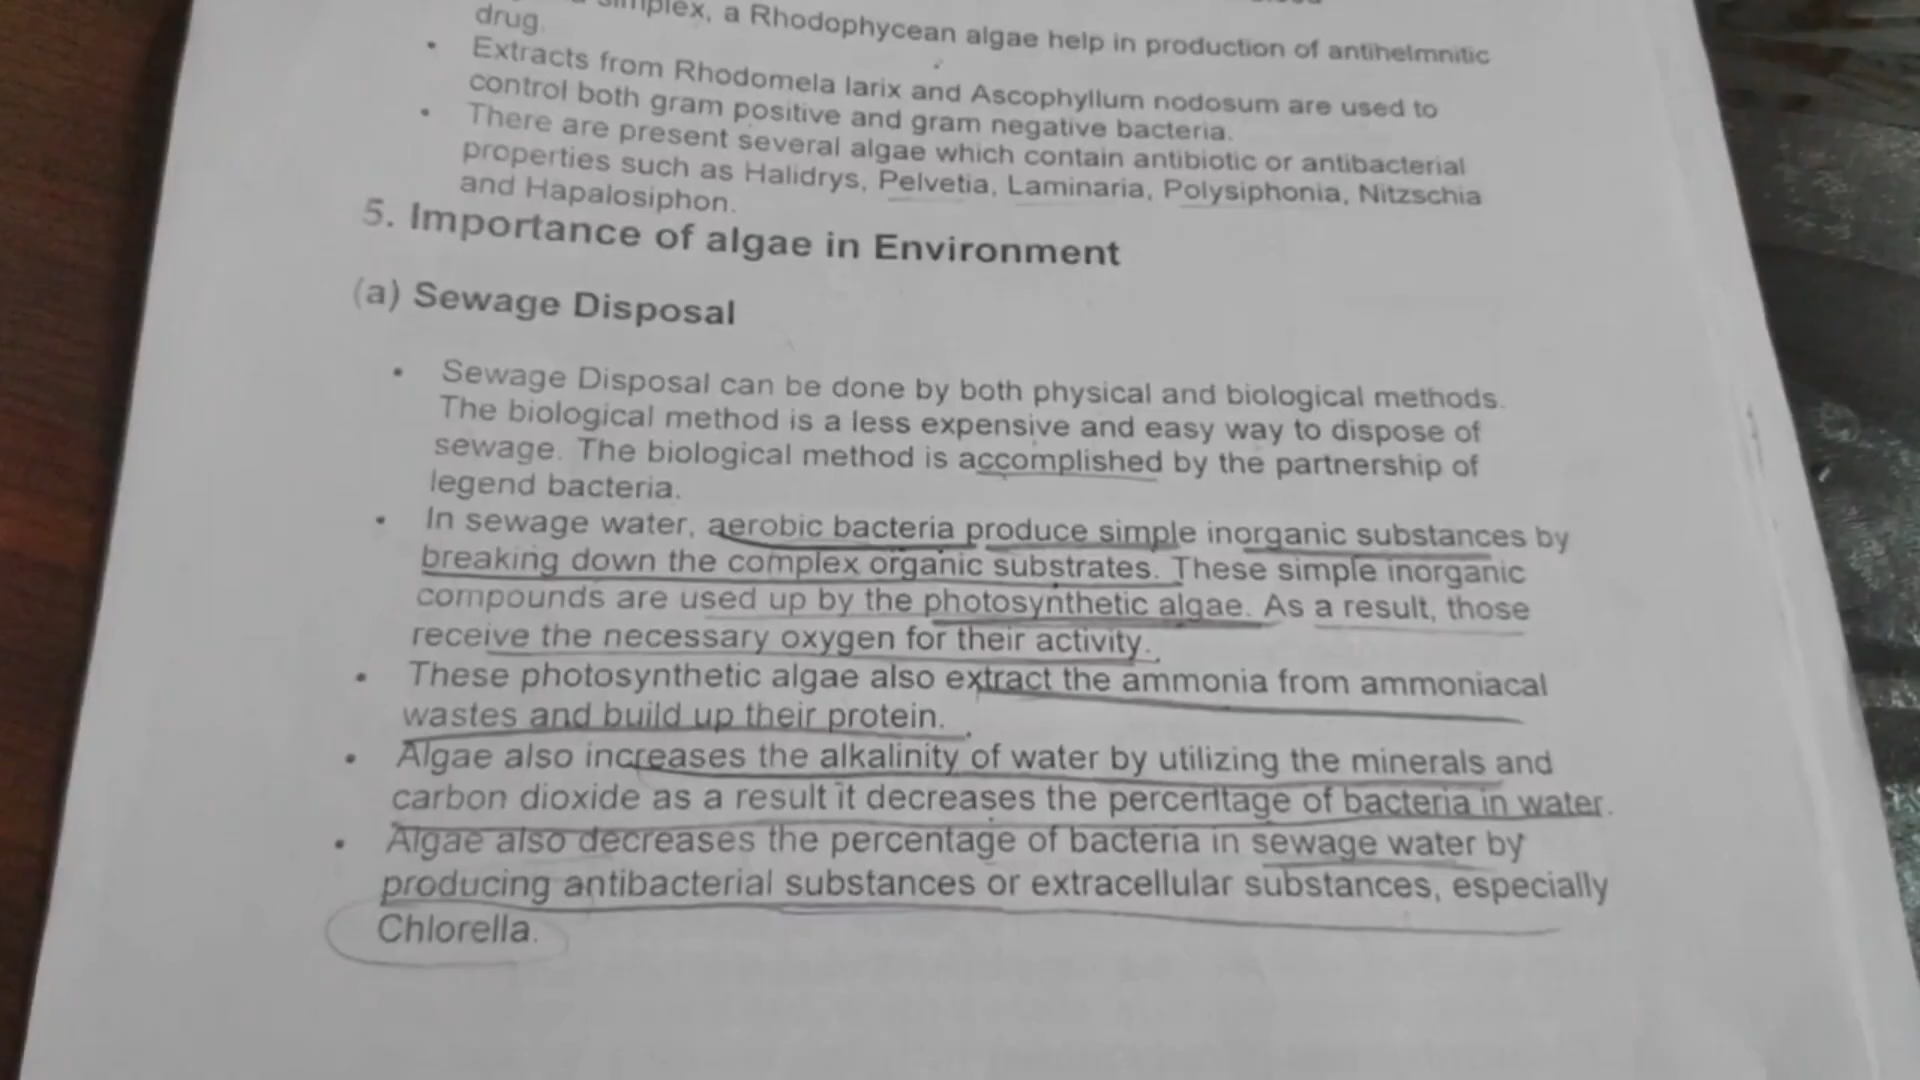 simplex, a Rhodophycean algae help in production of antihelmnitic
drug.
• Extracts from Rhodomela larix and Ascophyllum nodosum are used to
control both gram positive and gram negative bacteria.
• There are present several algae which contain antibiotic or antibacterial
properties such as Halidrys, Pelvetia, Laminaria, Polysiphonia, Nitzschia
and Hapalosiphon.
5. Importance of algae in Environment
(a) Sewage Disposal
• Sewage Disposal can be done by both physical and biological methods.
The biological method is a less expensive and easy way to dispose of
sewage. The biological method is accomplished by the partnership of
legend bacteria.
• In sewage water, aerobic bacteria produce simple inorganic substances by
breaking down the complex organic substrates. These simple inorganic
compounds are used up by the photosynthetic algae. As a result, those
receive the necessary oxygen for their activity.
• These photosynthetic algae also extract the ammonia from ammoniacal
wastes and build up their protein.
• Algae also increases the alkalinity of water by utilizing the minerals and
carbon dioxide as a result it decreases the percentage of bacteria in water.
• Algae also decreases the percentage of bacteria in sewage water by
producing antibacterial substances or extracellular substances, especially
Chlorella.